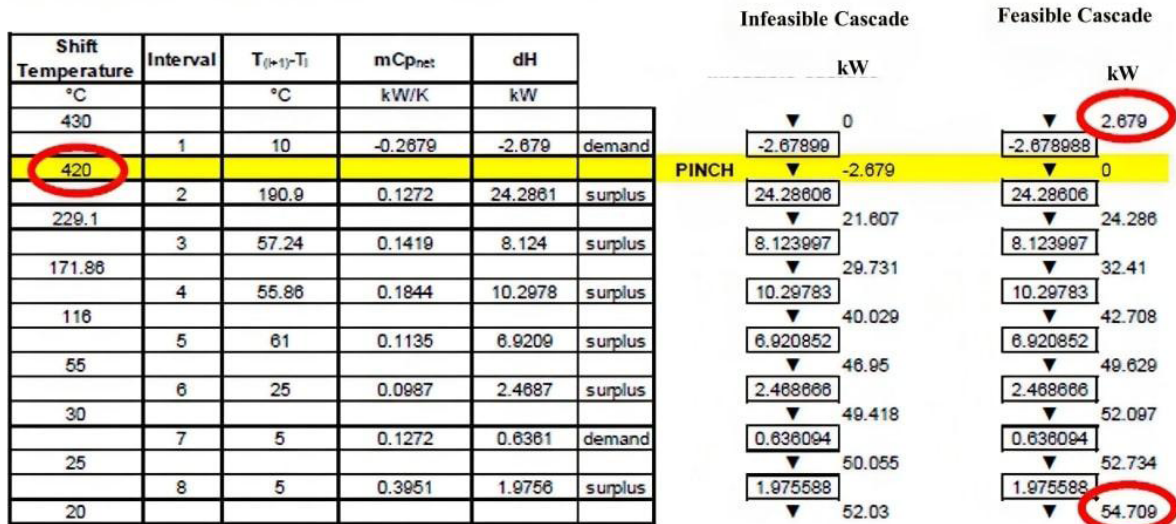 Infeasible Cascade Feasible Cascade
Shift Temperature Interval T(i+1)-Ti mCpnet dH kW kW
°C °C kW/K kW
430 ▼ 0 ▼ 2.679
1 10 -0.2679 -2.679 demand -2.67899 -2.678988
420 PINCH ▼ -2.679 ▼ 0
2 190.9 0.1272 24.2861 surplus 24.28606 24.28606
229.1 ▼ 21.607 ▼ 24.286
3 57.24 0.1419 8.124 surplus 8.123997 8.123997
171.86 ▼ 29.731 ▼ 32.41
4 55.86 0.1844 10.2978 surplus 10.29783 10.29783
116 ▼ 40.029 ▼ 42.708
5 61 0.1135 6.9209 surplus 6.920852 6.920852
55 ▼ 46.95 ▼ 49.629
6 25 0.0987 2.4687 surplus 2.468666 2.468666
30 ▼ 49.418 ▼ 52.097
7 5 0.1272 0.6361 demand 0.636094 0.636094
25 ▼ 50.055 ▼ 52.734
8 5 0.3951 1.9756 surplus 1.975588 1.975588
20 ▼ 52.03 ▼ 54.709